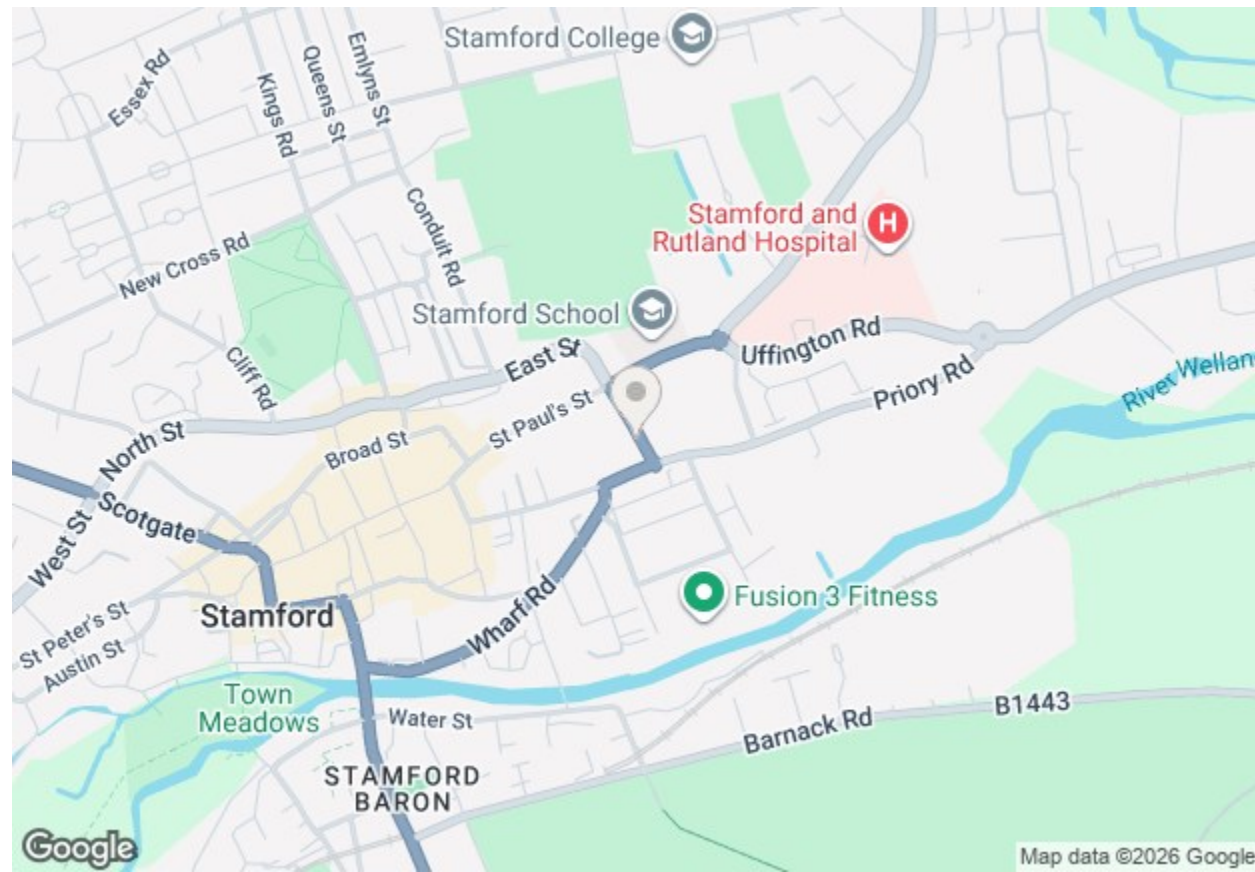 Stamford College
Essex Rd
Kings Rd
Queens St
Emlyns St
Conduit Rd
New Cross Rd
Stamford and
Rutland Hospital
H
Stamford School
East St
Uffington Rd
Priory Rd
River Welland
Cliff Rd
St Paul's St
Broad St
North St
West St
Scotgate
Stamford
St Peter's St
Austin St
Wharf Rd
Fusion 3 Fitness
Town
Meadows
Water St
Barnack Rd
B1443
STAMFORD
BARON
Google
Map data ©2026 Google